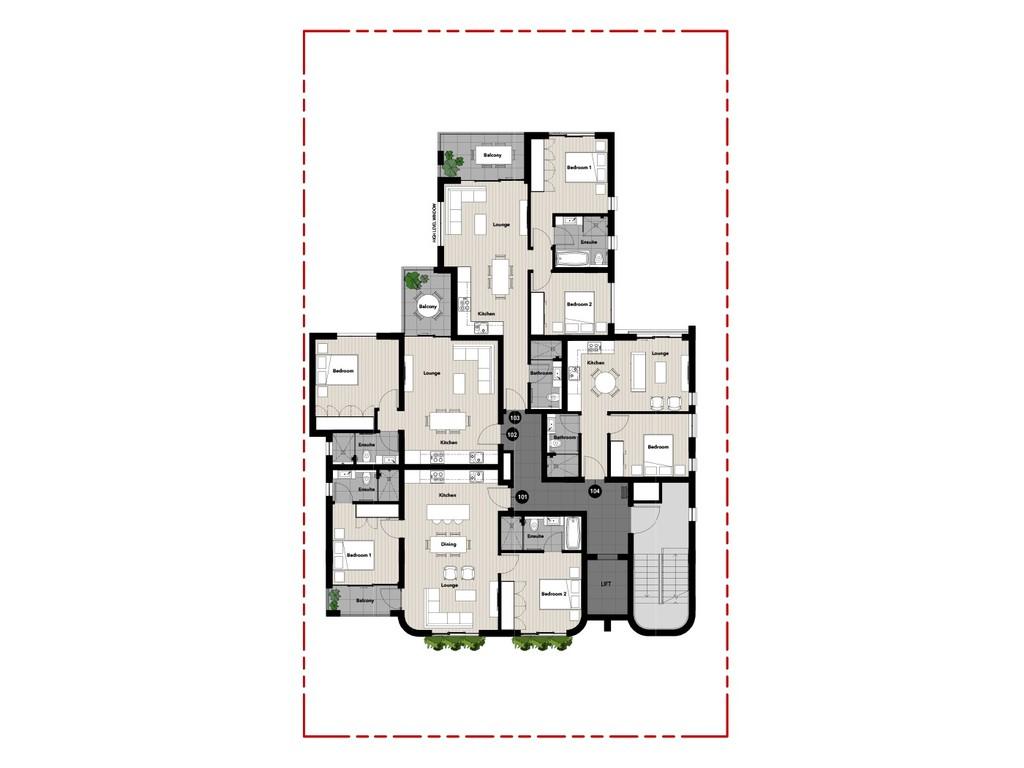 Balcony
Bedroom 1
HIGH LEVEL WINDOW
Lounge
Ensuite
Balcony
Kitchen
Bedroom 2
Bedroom
Lounge
Bathroom
Kitchen
Lounge
103
102
Ensuite
Kitchen
Bathroom
Bedroom
Ensuite
Kitchen
101
104
Dining
Ensuite
Bedroom 1
Lounge
LIFT
Balcony
Bedroom 2